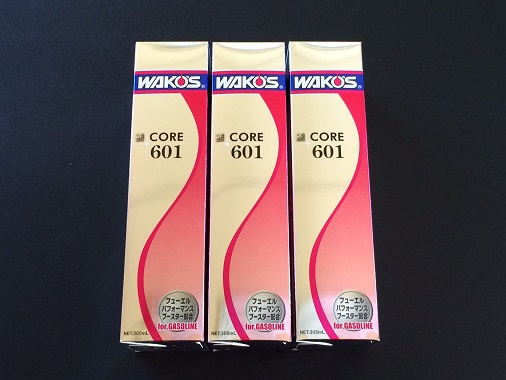 WAKO'S®
CORE
601
フューエル
パフォーマンス
ブースター配合
for GASOLINE
NET.305mL
WAKO'S®
CORE
601
フューエル
パフォーマンス
ブースター配合
for GASOLINE
NET.305mL
WAKO'S®
CORE
601
フューエル
パフォーマンス
ブースター配合
for GASOLINE
NET.305mL